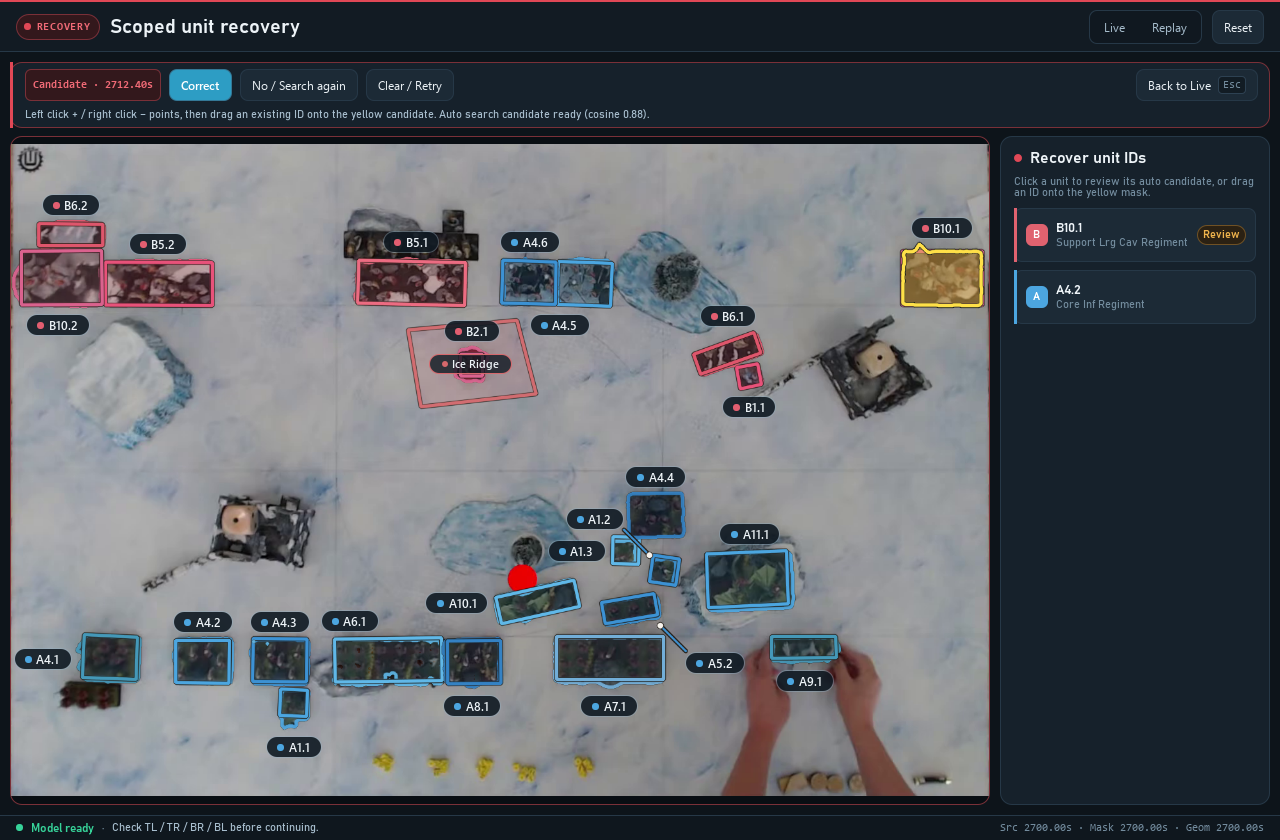 RECOVERY
Scoped unit recovery
Live
Replay
Reset
Candidate · 2712.40s
Correct
No / Search again
Clear / Retry
Back to Live
Esc
Left click + / right click – points, then drag an existing ID onto the yellow candidate. Auto search candidate ready (cosine 0.88).
B6.2
B5.2
B5.1
A4.6
B10.1
B10.2
B2.1
A4.5
B6.1
Ice Ridge
B1.1
A4.4
A1.2
A11.1
A1.3
A10.1
A4.2
A4.3
A6.1
A4.1
A5.2
A9.1
A8.1
A7.1
A1.1
Recover unit IDs
Click a unit to review its auto candidate, or drag
an ID onto the yellow mask.
B
B10.1
Support Lrg Cav Regiment
Review
A
A4.2
Core Inf Regiment
Model ready · Check TL / TR / BR / BL before continuing.
Src 2700.00s · Mask 2700.00s · Geom 2700.00s